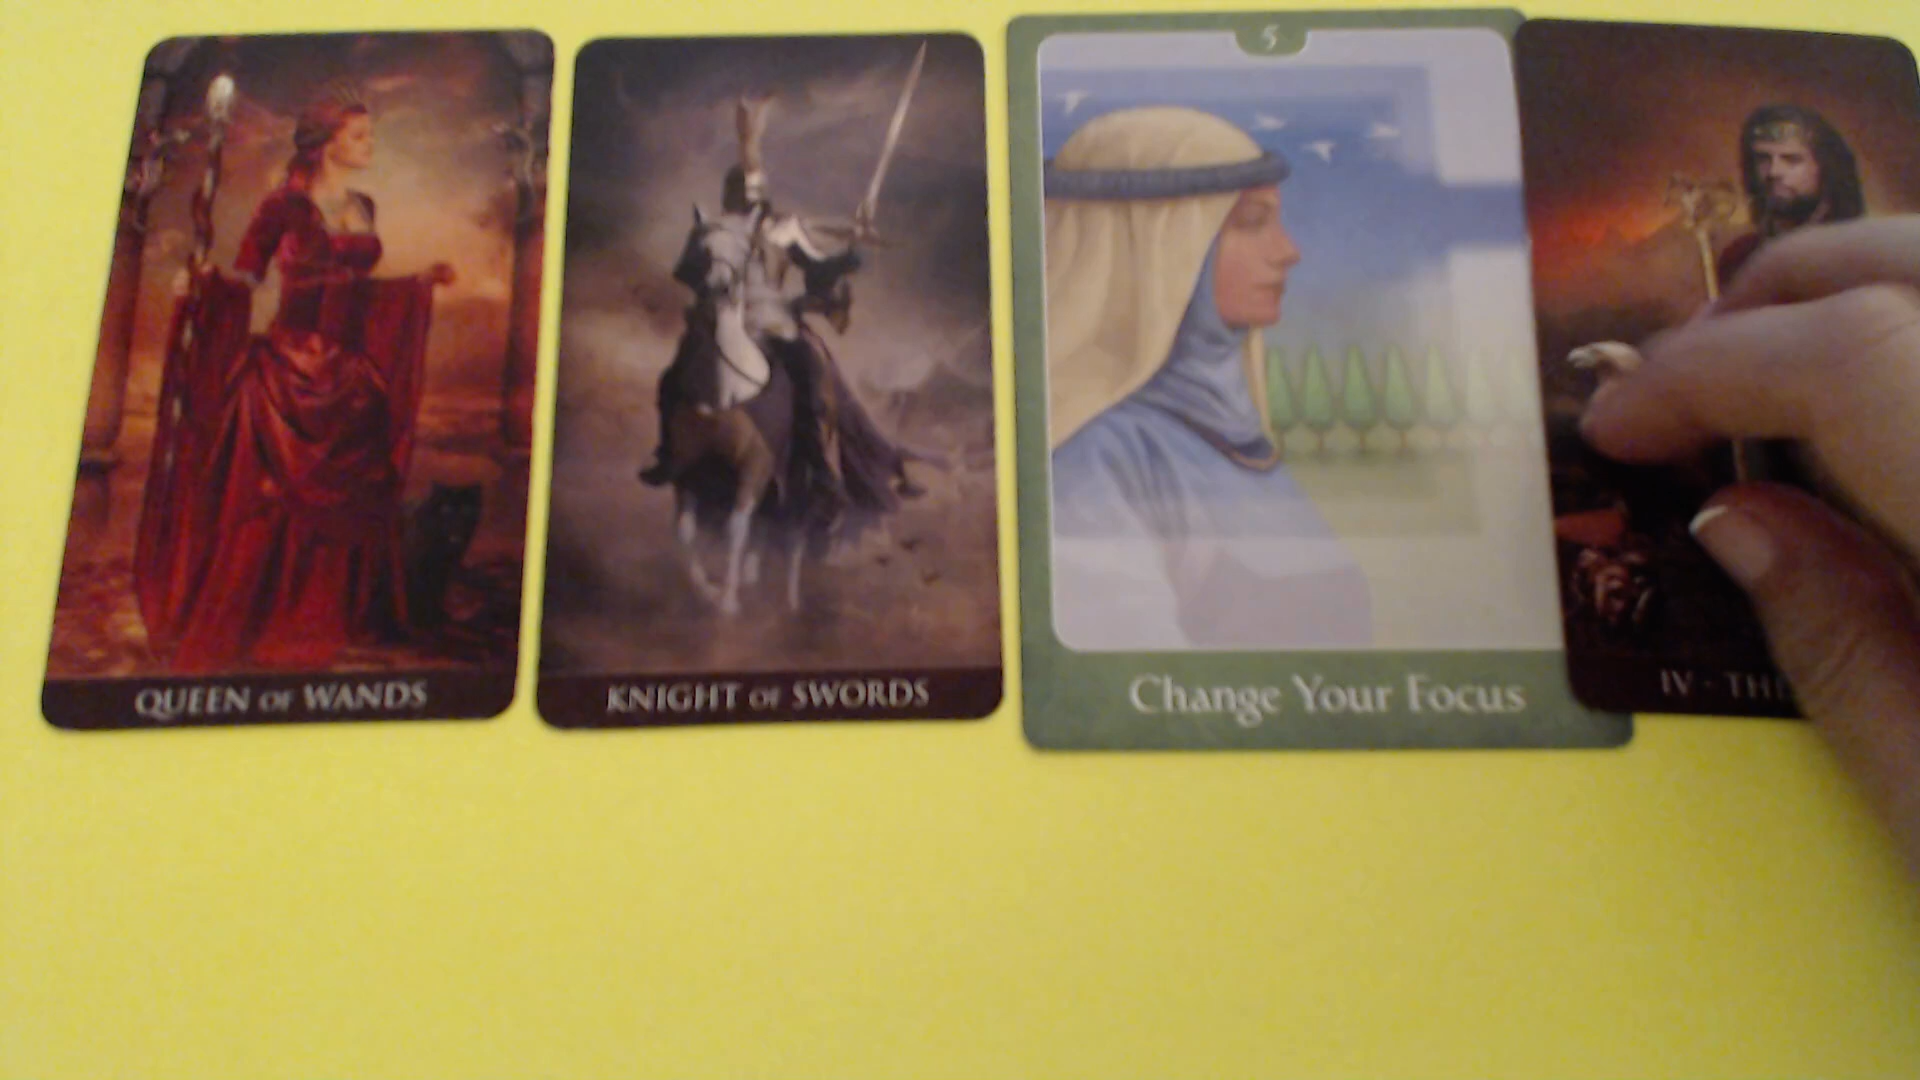 5
QUEEN OF WANDS
KNIGHT OF SWORDS
Change Your Focus
IV · THE